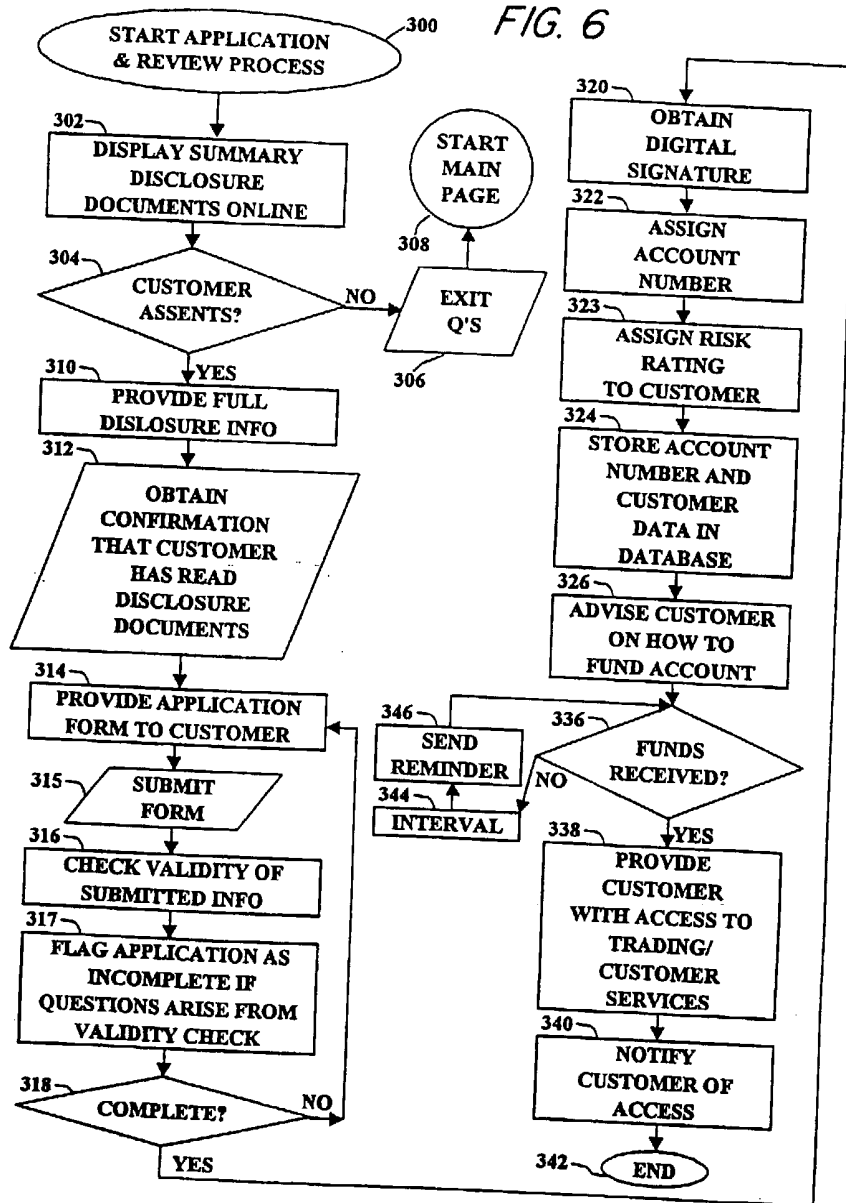 FIG. 6
300
START APPLICATION
& REVIEW PROCESS
302
DISPLAY SUMMARY
DISCLOSURE
DOCUMENTS ONLINE
304
CUSTOMER
ASSENTS?
NO
EXIT
Q'S
306
START
MAIN
PAGE
308
YES
310
PROVIDE FULL
DISLOSURE INFO
312
OBTAIN
CONFIRMATION
THAT CUSTOMER
HAS READ
DISCLOSURE
DOCUMENTS
314
PROVIDE APPLICATION
FORM TO CUSTOMER
315
SUBMIT
FORM
316
CHECK VALIDITY OF
SUBMITTED INFO
317
FLAG APPLICATION AS
INCOMPLETE IF
QUESTIONS ARISE FROM
VALIDITY CHECK
318
COMPLETE?
NO
YES
320
OBTAIN
DIGITAL
SIGNATURE
322
ASSIGN
ACCOUNT
NUMBER
323
ASSIGN RISK
RATING
TO CUSTOMER
324
STORE ACCOUNT
NUMBER AND
CUSTOMER
DATA IN
DATABASE
326
ADVISE CUSTOMER
ON HOW TO
FUND ACCOUNT
336
FUNDS
RECEIVED?
NO
344
INTERVAL
346
SEND
REMINDER
YES
338
PROVIDE
CUSTOMER
WITH ACCESS TO
TRADING/
CUSTOMER
SERVICES
340
NOTIFY
CUSTOMER OF
ACCESS
342
END